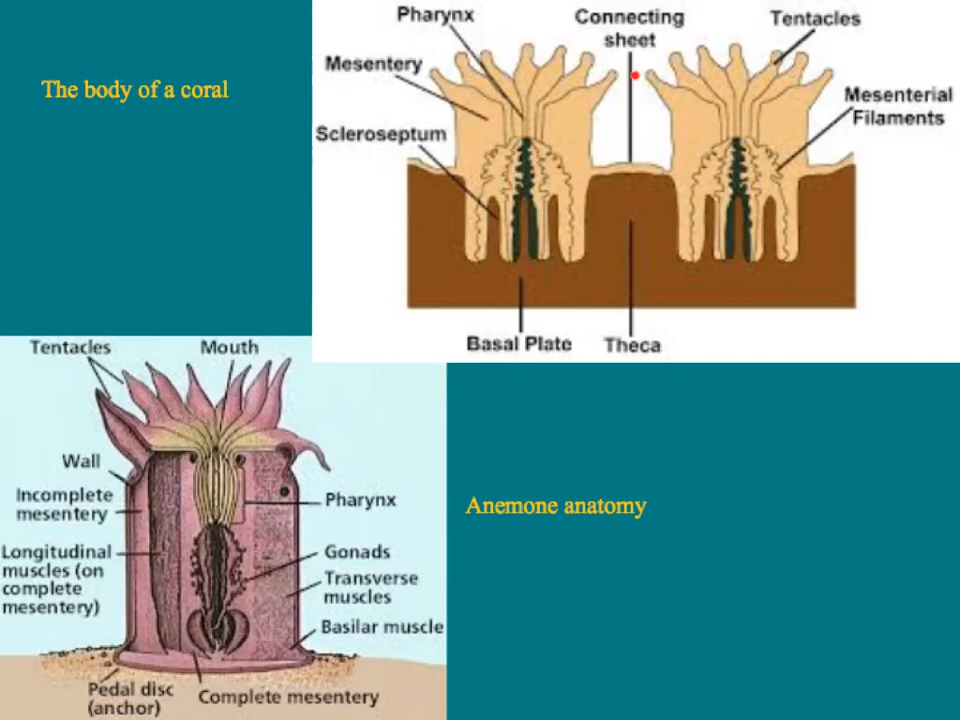 The body of a coral
Pharynx
Connecting
sheet
Tentacles
Mesentery
Mesenterial
Filaments
Scleroseptum
Basal Plate
Theca
Tentacles
Mouth
Wall
Incomplete
mesentery
Pharynx
Longitudinal
muscles (on
complete
mesentery)
Gonads
Transverse
muscles
Basilar muscle
Pedal disc
(anchor)
Complete mesentery
Anemone anatomy